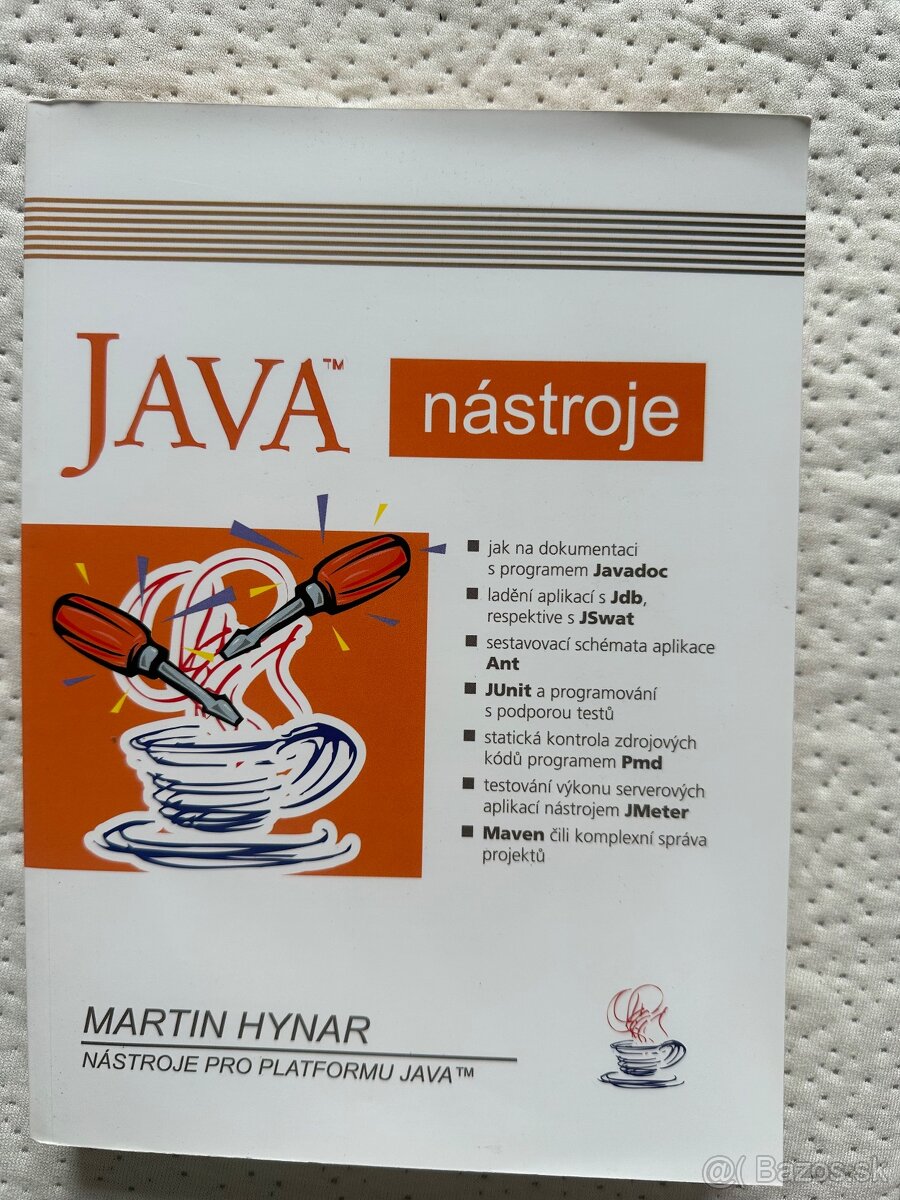 JAVA™
nástroje
■ jak na dokumentaci
s programem Javadoc
■ ladění aplikací s Jdb,
respektive s JSwat
■ sestavovací schémata aplikace
Ant
■ JUnit a programování
s podporou testů
■ statická kontrola zdrojových
kódů programem Pmd
■ testování výkonu serverových
aplikací nástrojem JMeter
■ Maven čili komplexní správa
projektů
MARTIN HYNAR
NÁSTROJE PRO PLATFORMU JAVA™
@( Bazos.sk